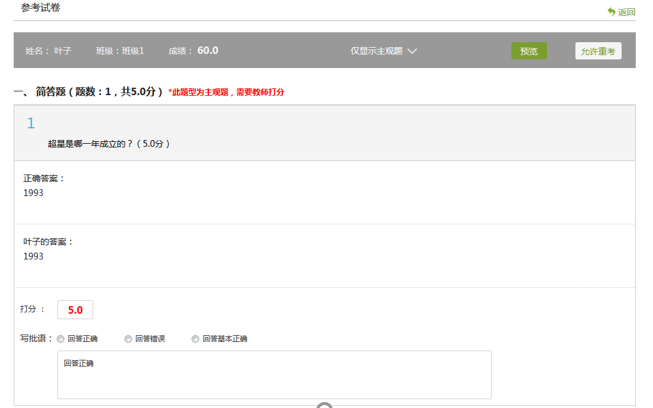 参考试卷
返回
姓名： 叶子 班级：班级1 成绩： 60.0 仅显示主观题 预览 允许重考
一、 简答题（ 题数：1，共5.0分 ） *此题型为主观题，需要教师打分
1
超星是哪一年成立的？（ 5.0分 ）
正确答案：
1993
叶子的答案：
1993
打分 ： 5.0
写批语： 回答正确 回答错误 回答基本正确
回答正确